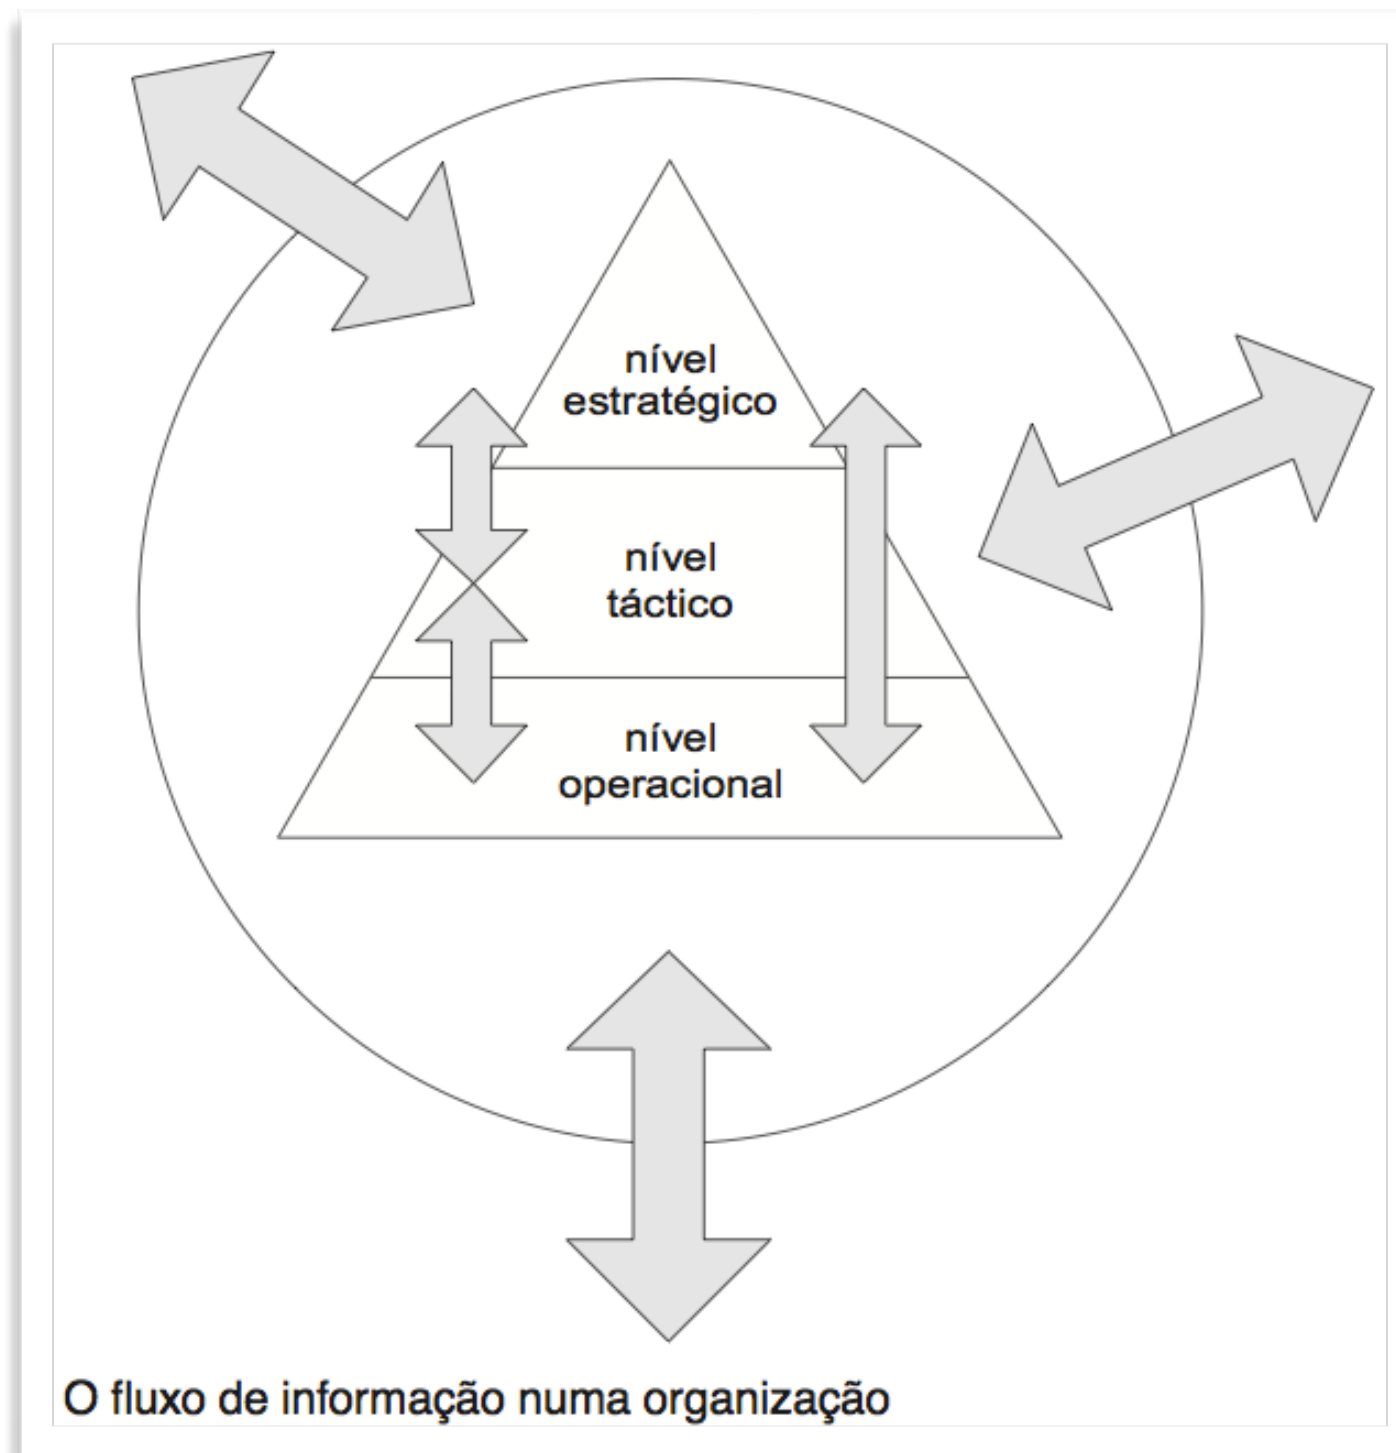 nível
estratégico
nível
táctico
nível
operacional
O fluxo de informação numa organização